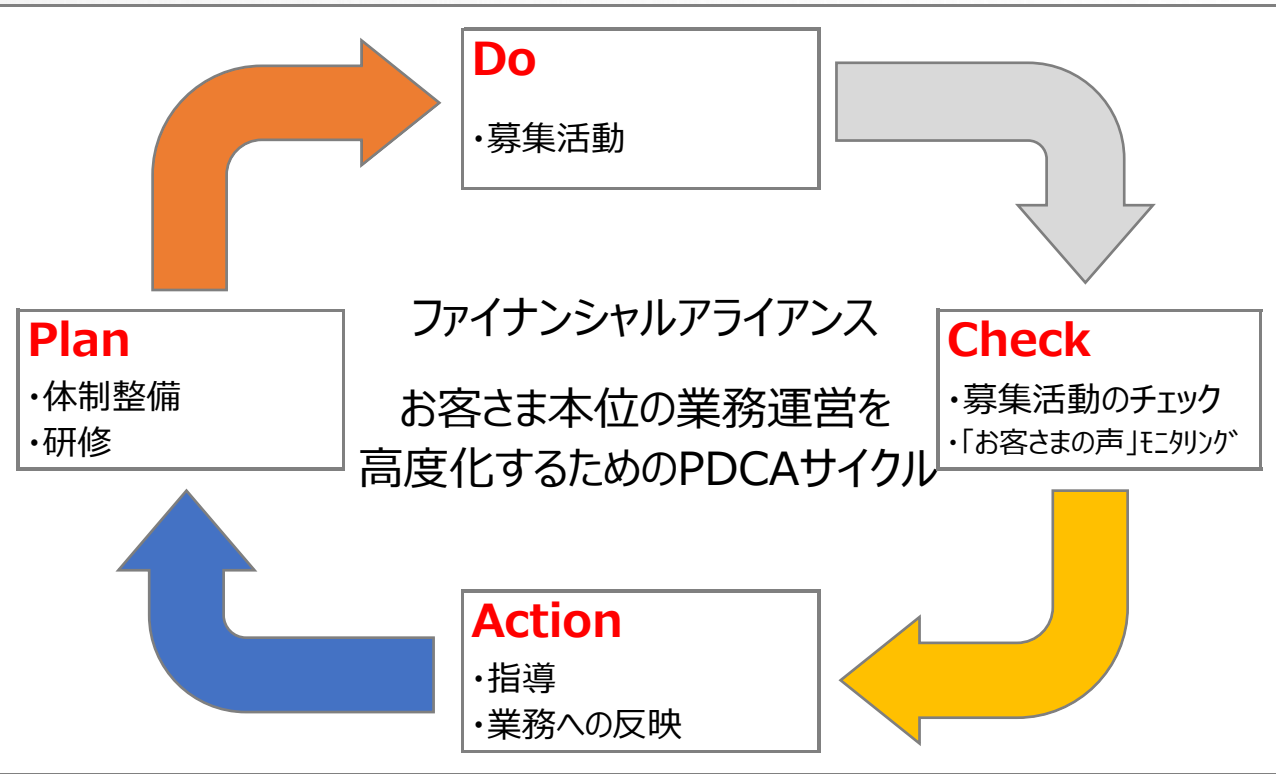 Do
・募集活動
ファイナンシャルアライアンス
お客さま本位の業務運営を
高度化するためのPDCAサイクル
Plan
・体制整備
・研修
Check
・募集活動のチェック
・「お客さまの声」ﾓﾆﾀﾘﾝｸﾞ
Action
・指導
・業務への反映